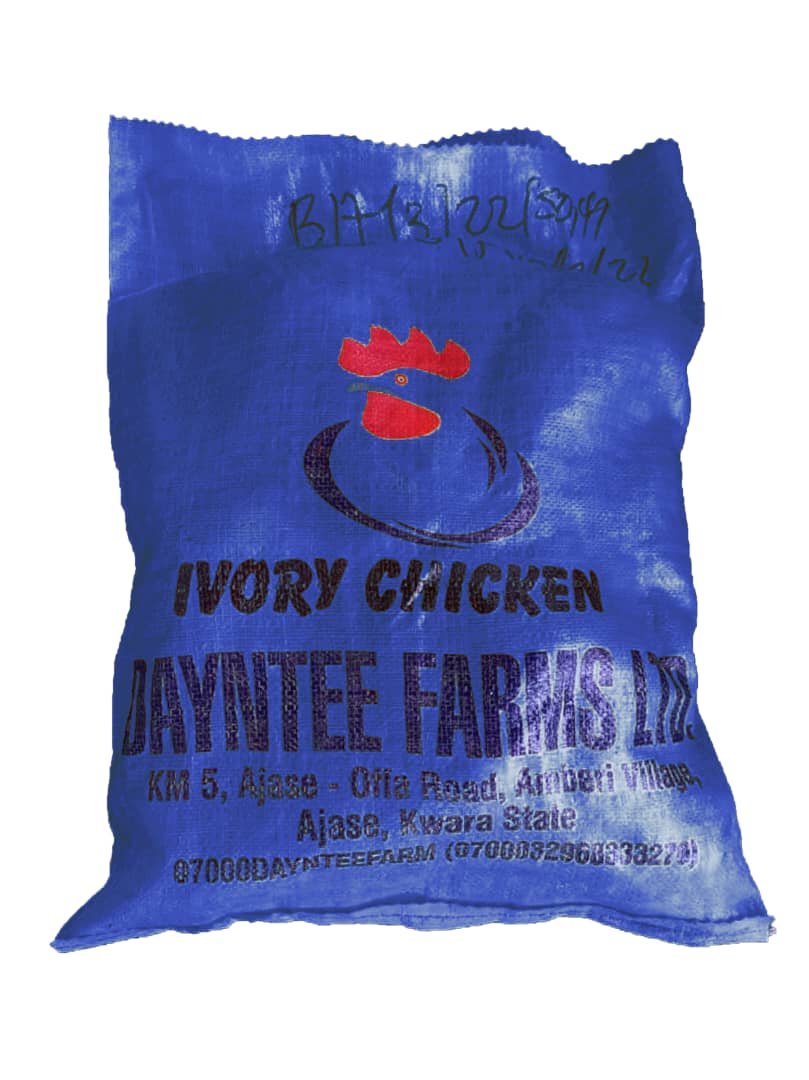 IVORY CHICKEN
DAYNTEE FARMS LTD.
KM 5, Ajase - Offa Road, Amberi Village,
Ajase, Kwara State
07000DAYNTEEFARM (0700032968333276)